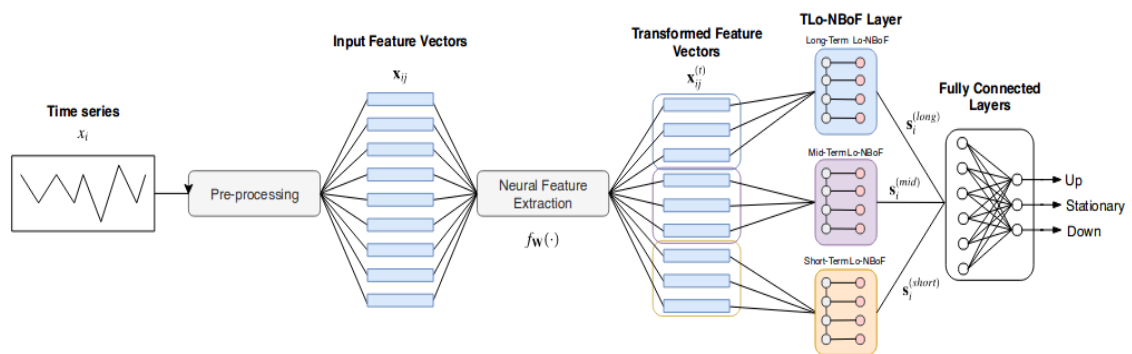 Time series
x_i
Pre-processing
Input Feature Vectors
x_ij
Neural Feature
Extraction
f_W(·)
Transformed Feature
Vectors
x_ij^(t)
TLo-NBoF Layer
Long-Term Lo-NBoF
Mid-Term Lo-NBoF
Short-Term Lo-NBoF
s_i^(long)
s_i^(mid)
s_i^(short)
Fully Connected
Layers
Up
Stationary
Down